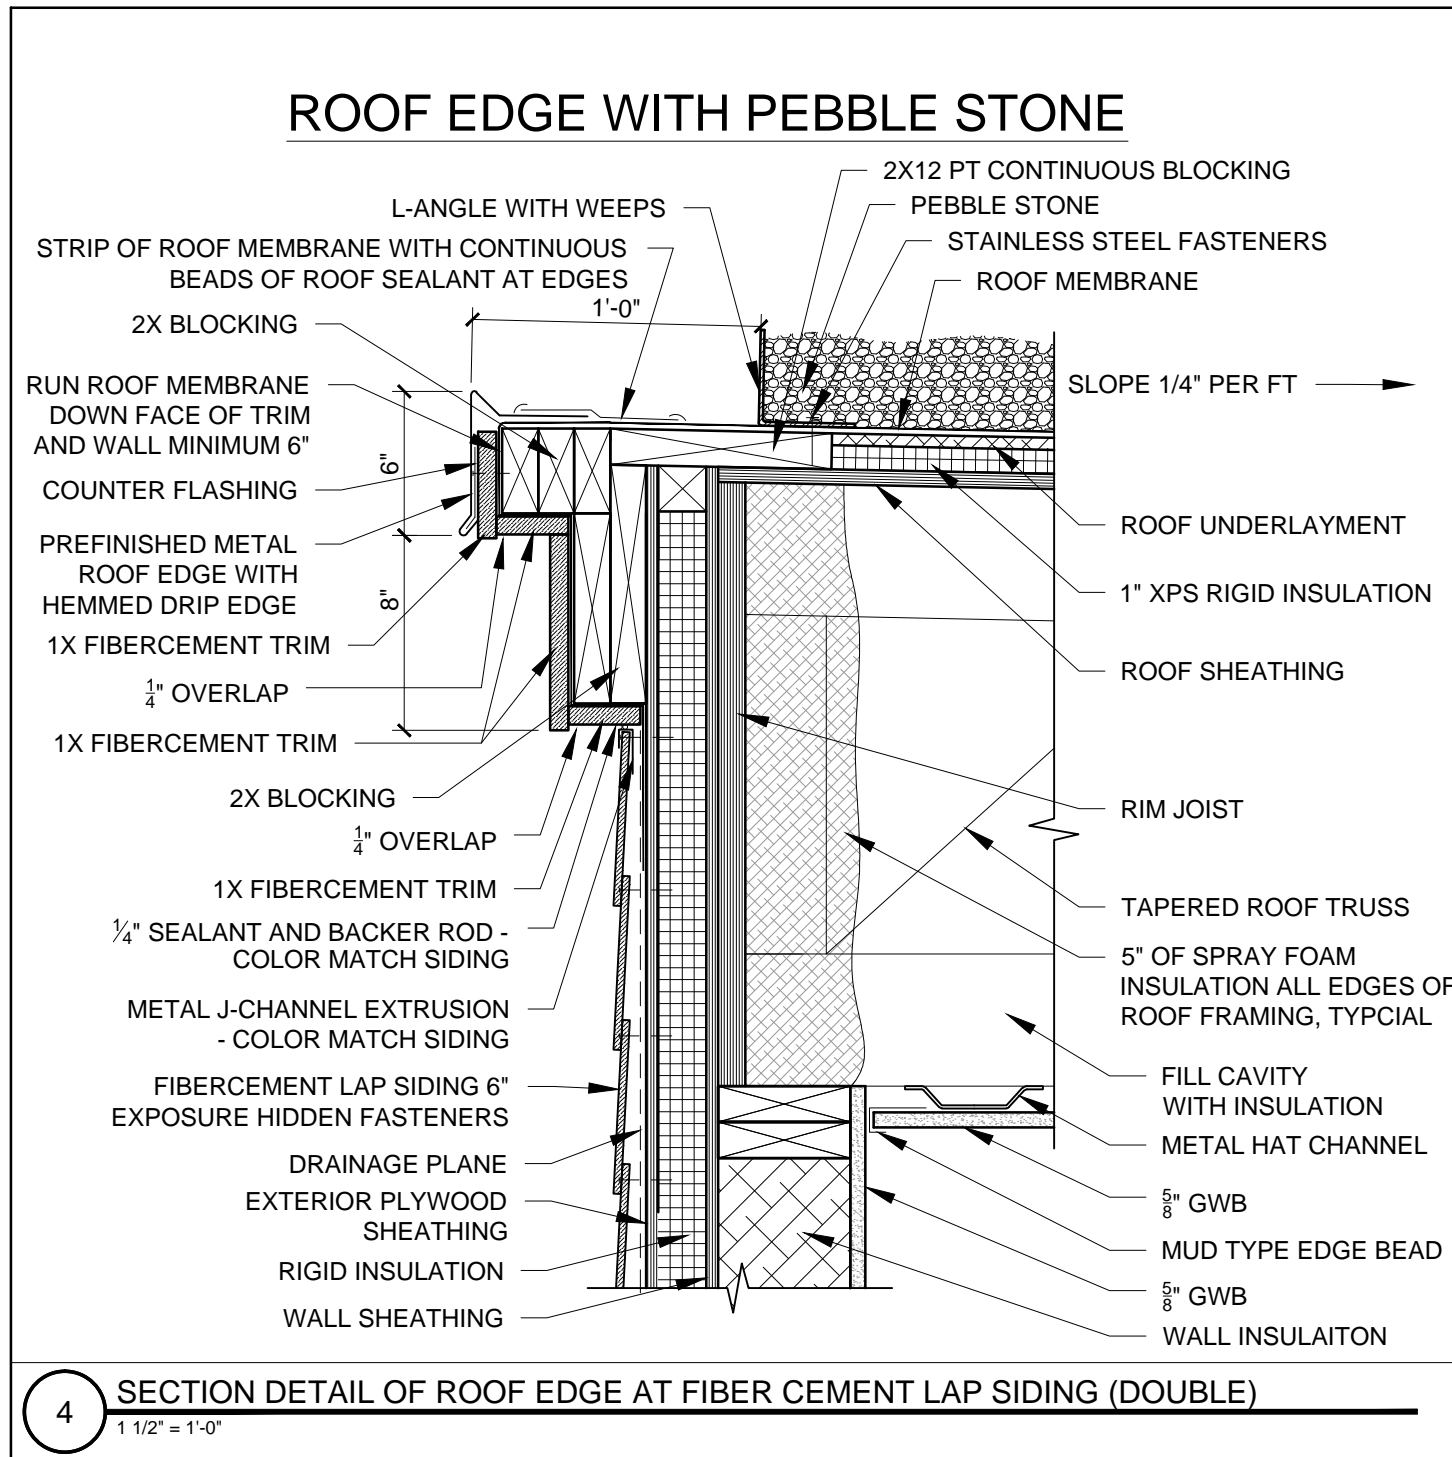 ROOF EDGE WITH PEBBLE STONE
2X12 PT CONTINUOUS BLOCKING
L-ANGLE WITH WEEPS
PEBBLE STONE
STRIP OF ROOF MEMBRANE WITH CONTINUOUS
BEADS OF ROOF SEALANT AT EDGES
STAINLESS STEEL FASTENERS
ROOF MEMBRANE
1'-0"
2X BLOCKING
RUN ROOF MEMBRANE
DOWN FACE OF TRIM
AND WALL MINIMUM 6"
SLOPE 1/4" PER FT
6"
COUNTER FLASHING
PREFINISHED METAL
ROOF EDGE WITH
HEMMED DRIP EDGE
8"
1X FIBERCEMENT TRIM
1/4" OVERLAP
1X FIBERCEMENT TRIM
2X BLOCKING
1/4" OVERLAP
1X FIBERCEMENT TRIM
1/4" SEALANT AND BACKER ROD -
COLOR MATCH SIDING
METAL J-CHANNEL EXTRUSION
- COLOR MATCH SIDING
FIBERCEMENT LAP SIDING 6"
EXPOSURE HIDDEN FASTENERS
DRAINAGE PLANE
EXTERIOR PLYWOOD
SHEATHING
RIGID INSULATION
WALL SHEATHING
ROOF UNDERLAYMENT
1" XPS RIGID INSULATION
ROOF SHEATHING
RIM JOIST
TAPERED ROOF TRUSS
5" OF SPRAY FOAM
INSULATION ALL EDGES OF
ROOF FRAMING, TYPCIAL
FILL CAVITY
WITH INSULATION
METAL HAT CHANNEL
5/8" GWB
MUD TYPE EDGE BEAD
5/8" GWB
WALL INSULAITON
4
SECTION DETAIL OF ROOF EDGE AT FIBER CEMENT LAP SIDING (DOUBLE)
1 1/2" = 1'-0"